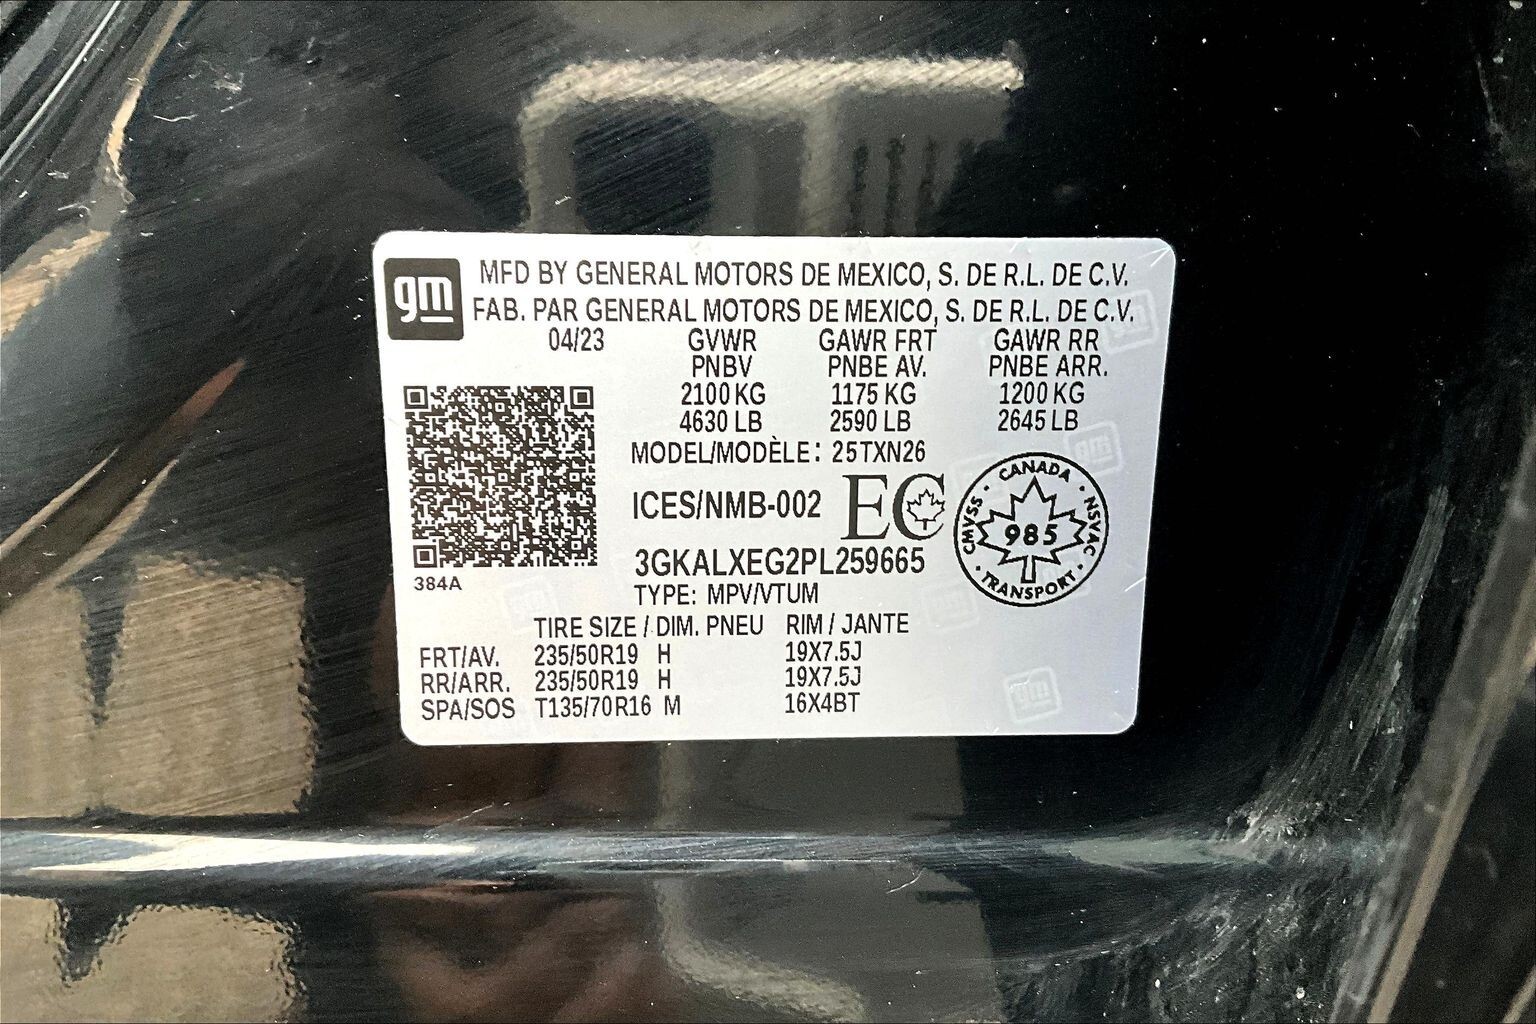 gm
MFD BY GENERAL MOTORS DE MEXICO, S. DE R.L. DE C.V.
FAB. PAR GENERAL MOTORS DE MEXICO, S. DE R.L. DE C.V.
04/23 GVWR GAWR FRT GAWR RR
PNBV PNBE AV. PNBE ARR.
2100 KG 1175 KG 1200 KG
4630 LB 2590 LB 2645 LB
MODEL/MODÈLE: 25TXN26
ICES/NMB-002 EC
CANADA
CMVSS 985 NSVAC
TRANSPORT
3GKALXEG2PL259665
384A
TYPE: MPV/VTUM
TIRE SIZE / DIM. PNEU RIM / JANTE
FRT/AV. 235/50R19 H 19X7.5J
RR/ARR. 235/50R19 H 19X7.5J
SPA/SOS T135/70R16 M 16X4BT